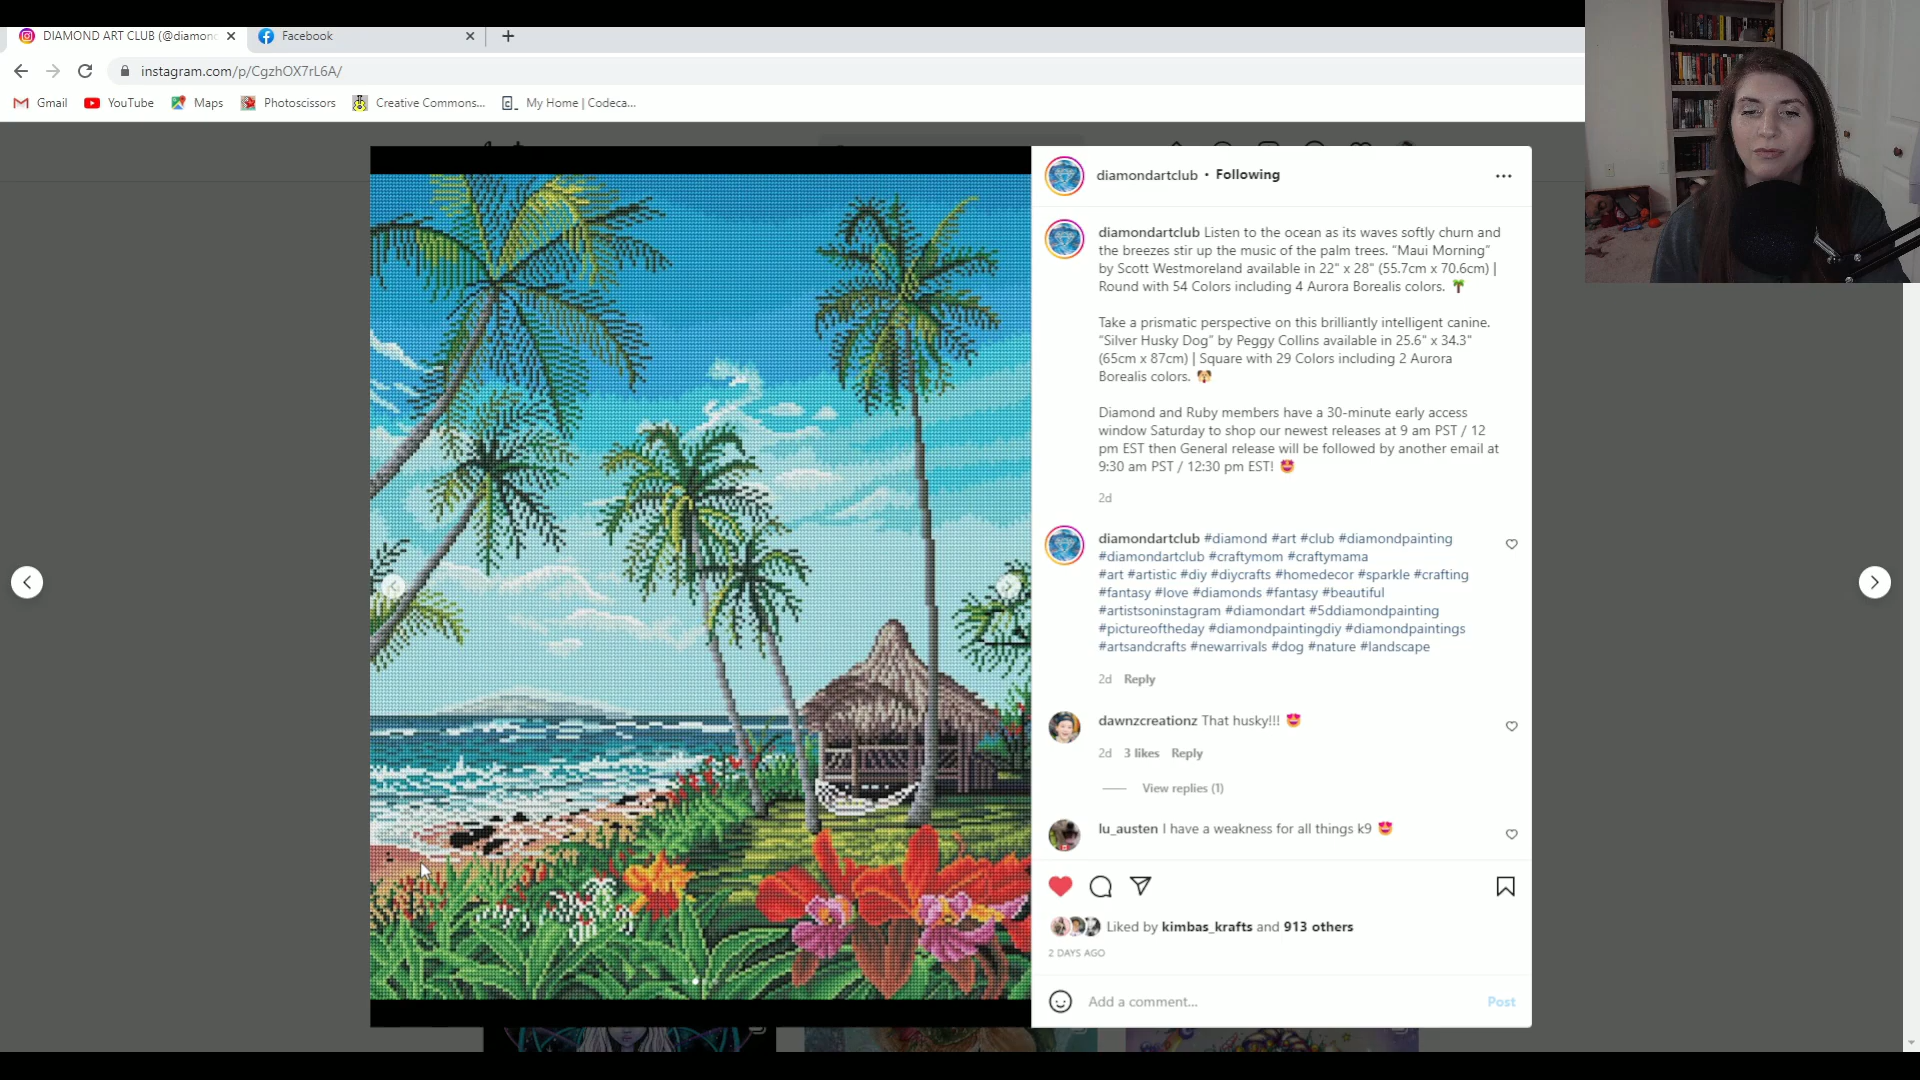 DIAMOND ART CLUB (@diamon
Facebook
instagram.com/p/CgzhOX7rL6A/
Gmail
YouTube
Maps
Photoscissors
Creative Commons...
My Home | Codeca...
diamondartclub • Following
diamondartclub Listen to the ocean as its waves softly churn and
the breezes stir up the music of the palm trees. "Maui Morning"
by Scott Westmoreland available in 22" x 28" (55.7cm x 70.6cm) |
Round with 54 Colors including 4 Aurora Borealis colors. 🌴
Take a prismatic perspective on this brilliantly intelligent canine.
"Silver Husky Dog" by Peggy Collins available in 25.6" x 34.3"
(65cm x 87cm) | Square with 29 Colors including 2 Aurora
Borealis colors. 🐶
Diamond and Ruby members have a 30-minute early access
window Saturday to shop our newest releases at 9 am PST / 12
pm EST then General release will be followed by another email at
9:30 am PST / 12:30 pm EST! 🤩
2d
diamondartclub #diamond #art #club #diamondpainting
#diamondartclub #craftymom #craftymama
#art #artistic #diy #diycrafts #homedecor #sparkle #crafting
#fantasy #love #diamonds #fantasy #beautiful
#artistsoninstagram #diamondart #5ddiamondpainting
#pictureoftheday #diamondpaintingdiy #diamondpaintings
#artsandcrafts #newarrivals #dog #nature #landscape
2d Reply
dawnzcreationz That husky!!! 😍
2d 3 likes Reply
View replies (1)
lu_austen I have a weakness for all things k9 😍
Liked by kimbas_krafts and 913 others
2 DAYS AGO
Add a comment...
Post